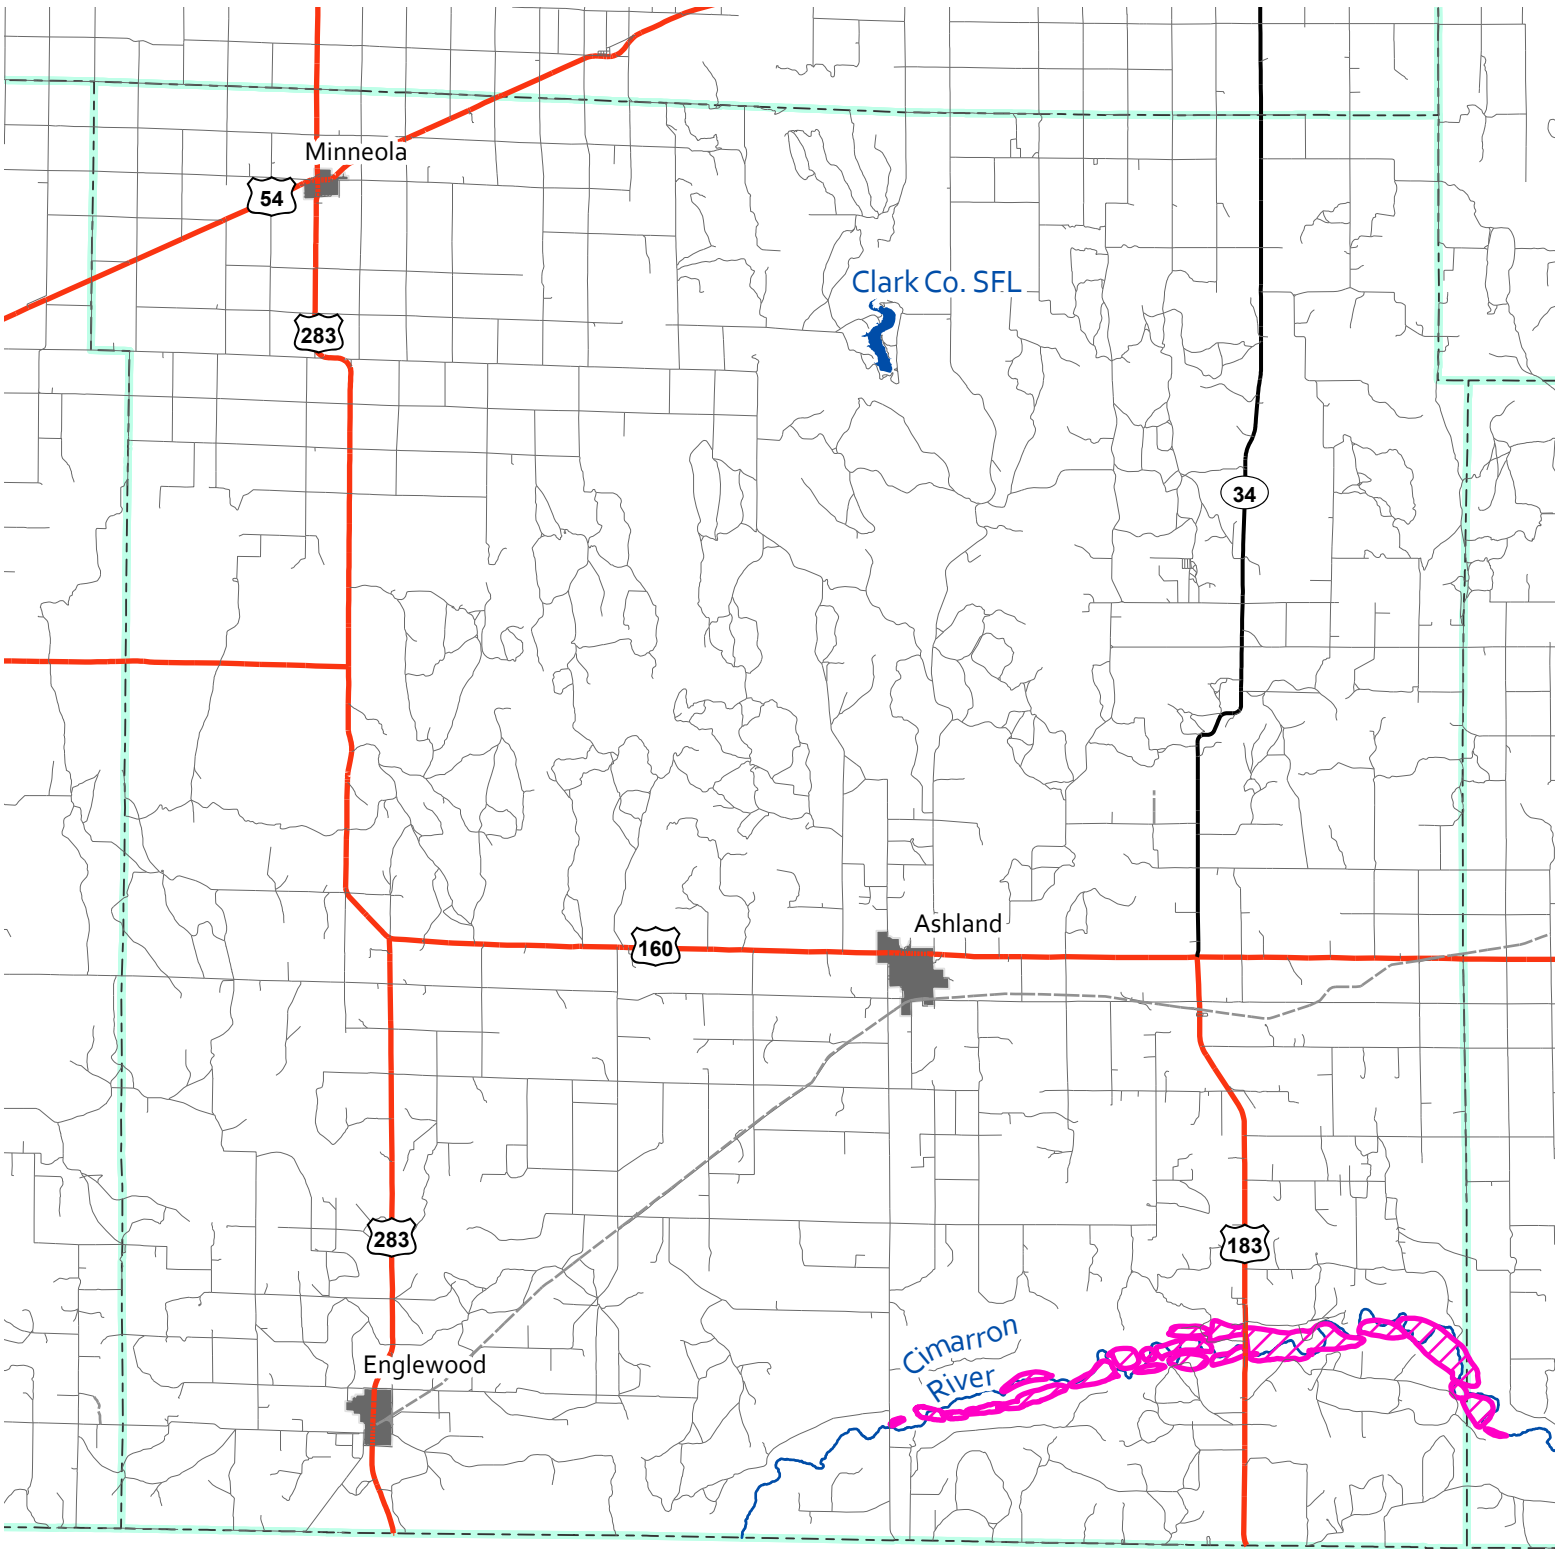 Minneola
54
Clark Co. SFL
283
34
Ashland
160
283
183
Cimarron
River
Englewood